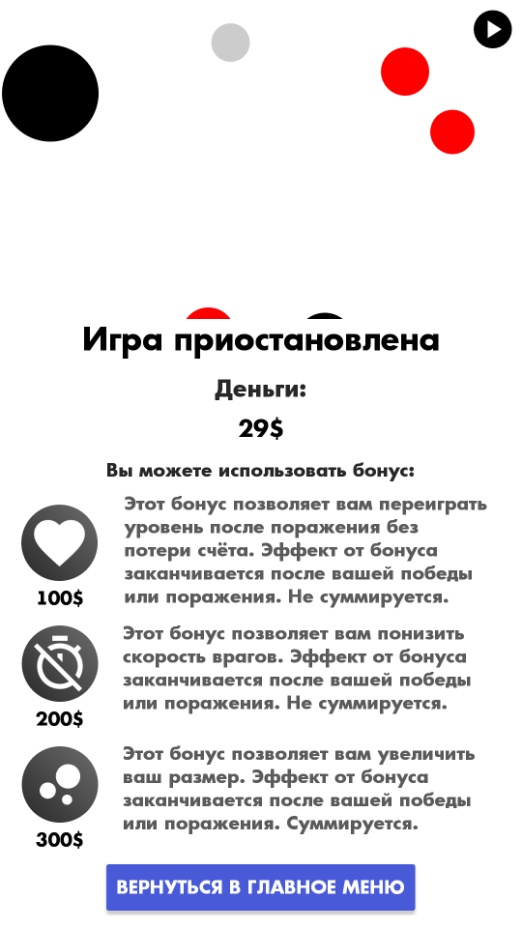 Игра приостановлена
Деньги:
29$
Вы можете использовать бонус:
Этот бонус позволяет вам переиграть
уровень после поражения без
потери счёта. Эффект от бонуса
заканчивается после вашей победы
или поражения. Не суммируется.
100$
Этот бонус позволяет вам понизить
скорость врагов. Эффект от бонуса
заканчивается после вашей победы
или поражения. Не суммируется.
200$
Этот бонус позволяет вам увеличить
ваш размер. Эффект от бонуса
заканчивается после вашей победы
или поражения. Суммируется.
300$
ВЕРНУТЬСЯ В ГЛАВНОЕ МЕНЮ